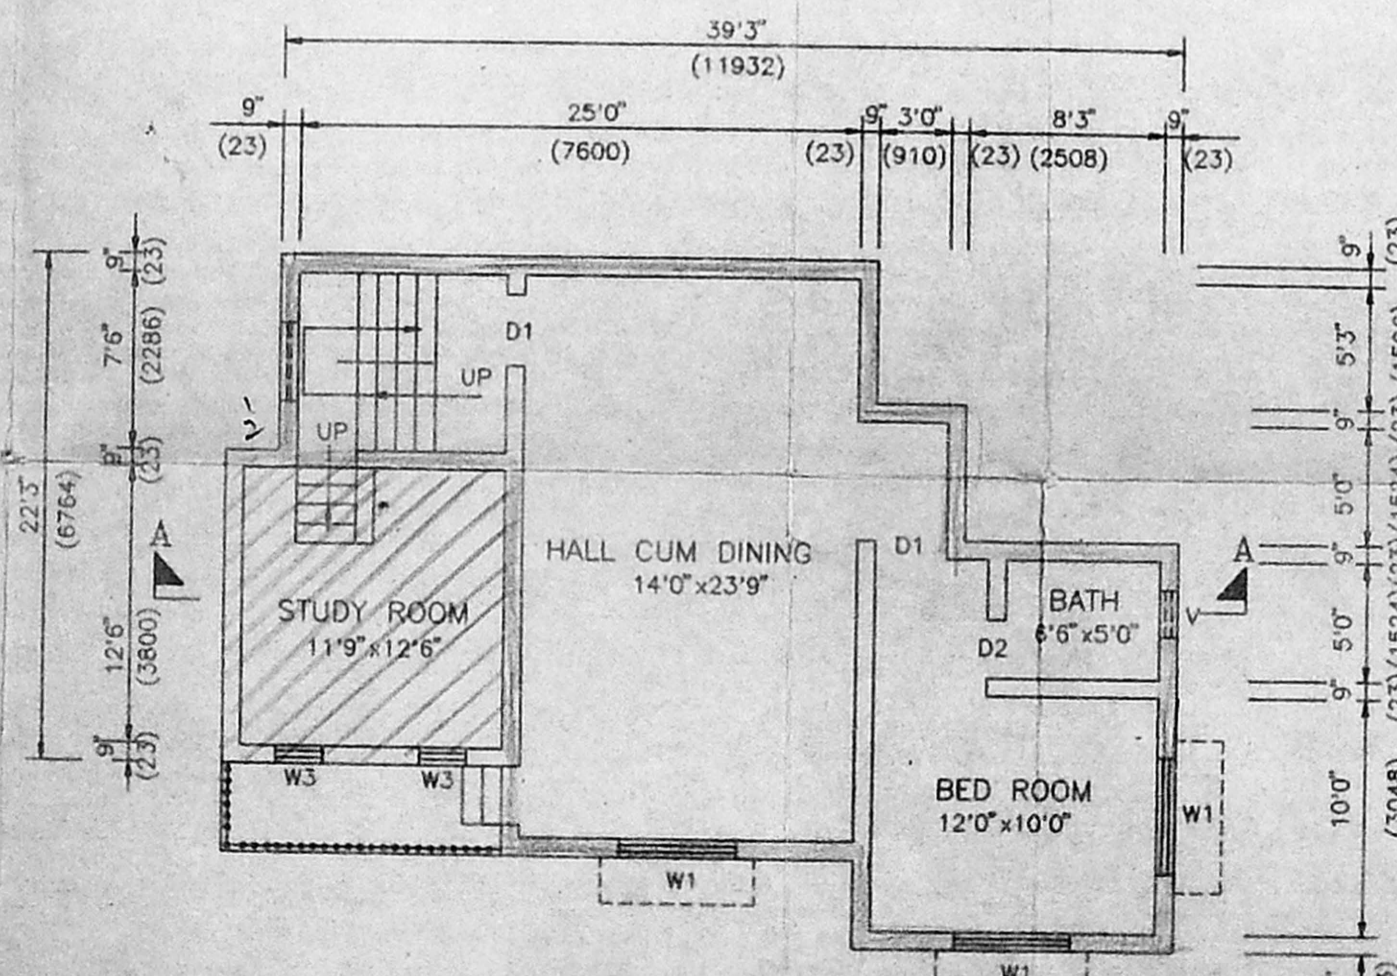 39'3"
(11932)
9" 25'0" 9" 3'0" 8'3" 9"
(23) (7600) (23) (910) (23) (2508) (23)
9"
(23)
7'6"
(2286)
9"
(23)
22'3"
(6764)
12'6"
(3800)
9"
(23)
D1
UP
UP
A
HALL CUM DINING
14'0"x23'9"
STUDY ROOM
11'9"x12'6"
D1
BATH
6'6"x5'0"
D2
V
A
W3 W3
BED ROOM
12'0"x10'0"
W1
W1
W1
9"
(23)
5'3"
9"
5'0"
9"
5'0"
9"
10'0"
(3048)